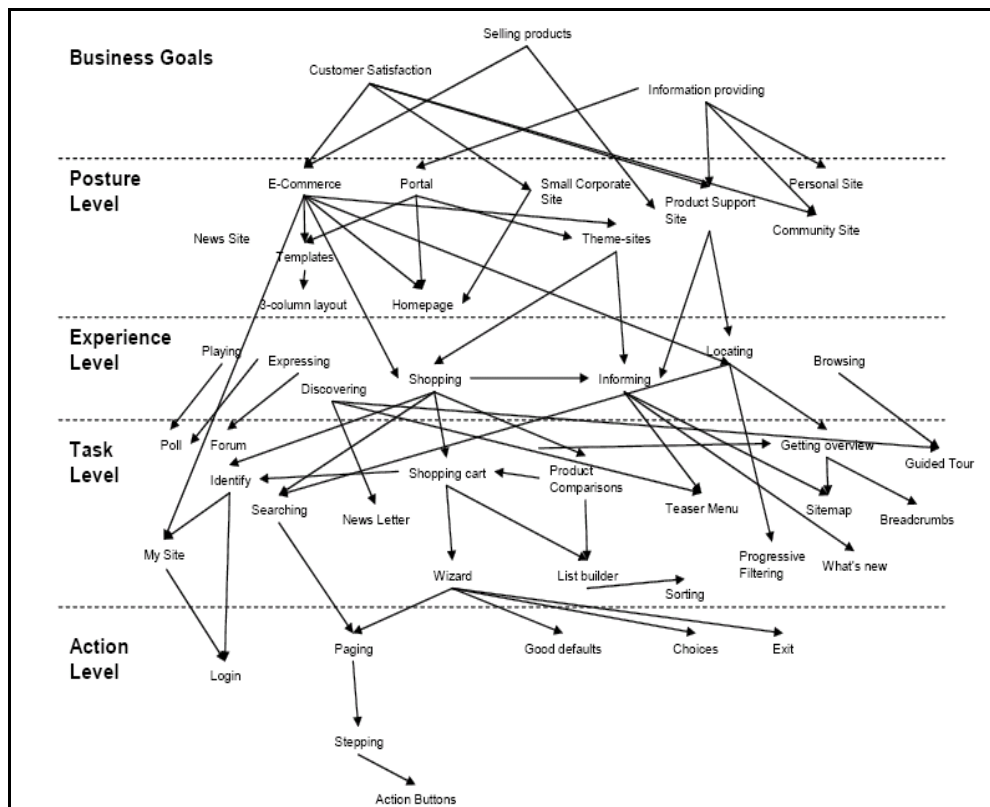 Selling products
Business Goals
Customer Satisfaction
Information providing
Posture
Level
E-Commerce
Portal
Small Corporate
Site
Product Support
Site
Personal Site
Community Site
News Site
Theme-sites
Templates
3-column layout
Homepage
Experience
Level
Playing
Expressing
Discovering
Shopping
Informing
Locating
Browsing
Task
Level
Poll
Forum
Getting overview
Guided Tour
Identify
Shopping cart
Product
Comparisons
Searching
News Letter
Teaser Menu
Sitemap
Breadcrumbs
My Site
Wizard
List builder
Sorting
Progressive
Filtering
What's new
Action
Level
Paging
Good defaults
Choices
Exit
Login
Stepping
Action Buttons